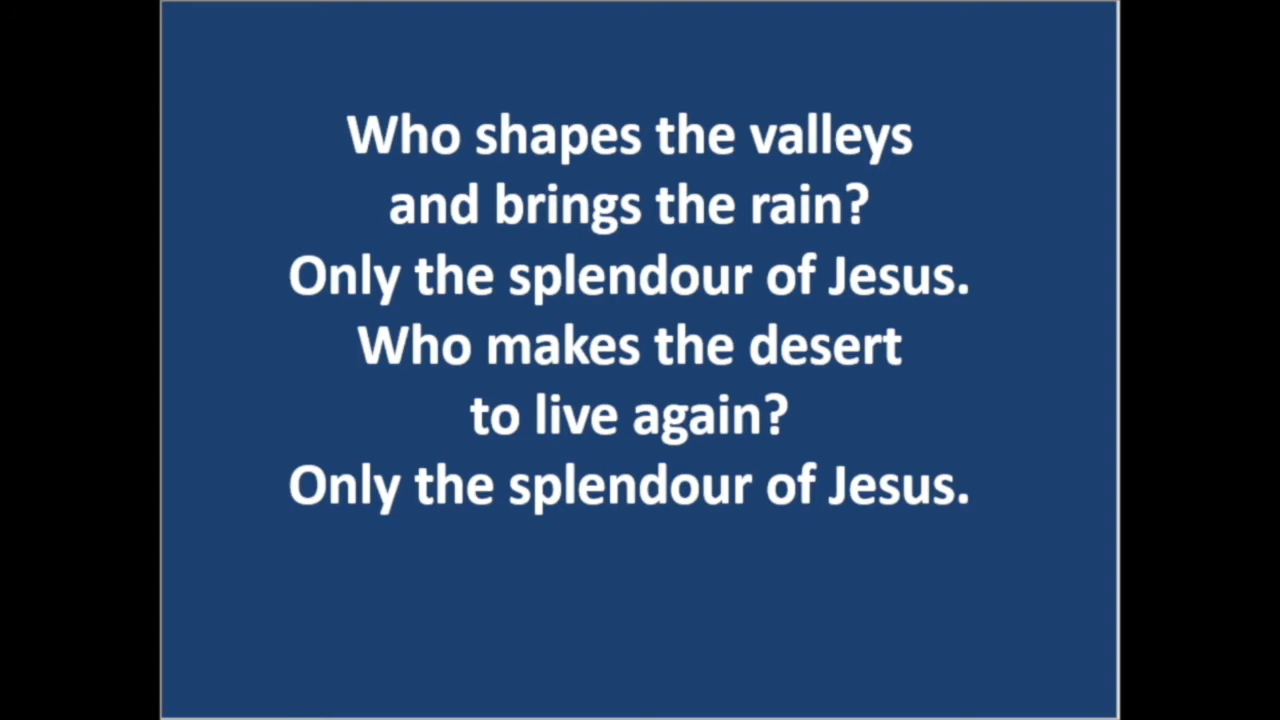 Who shapes the valleys
and brings the rain?
Only the splendour of Jesus.
Who makes the desert
to live again?
Only the splendour of Jesus.